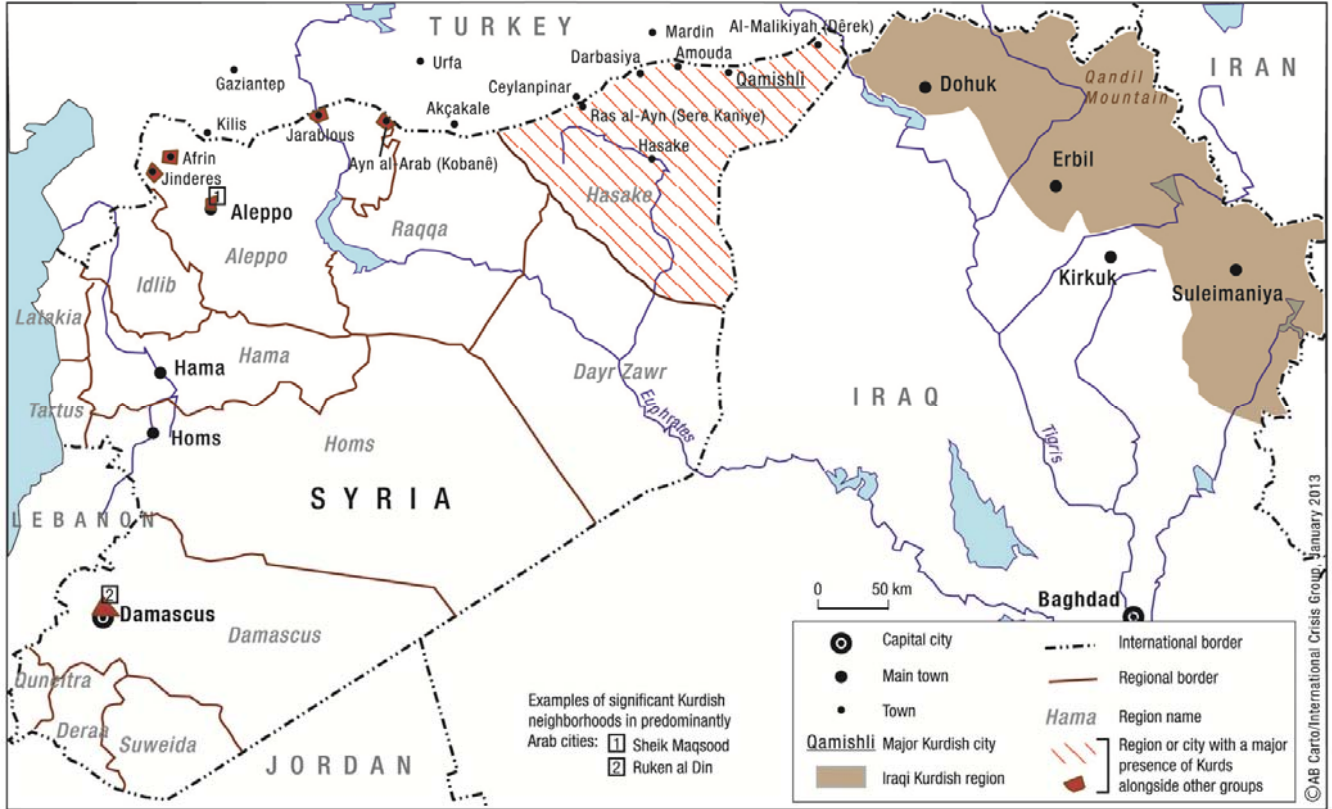 TURKEY
Mardin
Al-Malikiyah (Dêrek)
Amouda
Darbasiya
Qamishli
Urfa
Gaziantep
Ceylanpinar
Akçakale
Kilis
Jarablous
Ras al-Ayn (Sere Kaniye)
Ayn al-Arab (Kobanê)
Afrin
Jinderes
1
Aleppo
Hasake
Hasake
Raqqa
Aleppo
Idlib
Latakia
Hama
Hama
Tartus
Homs
Homs
Dayr Zawr
Euphrates
SYRIA
LEBANON
2
Damascus
Damascus
Quneitra
Deraa
Suweida
JORDAN
IRAN
Qandil
Mountain
Dohuk
Erbil
Kirkuk
Suleimaniya
IRAQ
Tigris
Baghdad
0 50 km
Examples of significant Kurdish
neighborhoods in predominantly
Arab cities: 1 Sheik Maqsood
2 Ruken al Din
Capital city
Main town
Town
Qamishli Major Kurdish city
Iraqi Kurdish region
International border
Regional border
Hama Region name
Region or city with a major
presence of Kurds
alongside other groups
©AB Carto/International Crisis Group, January 2013